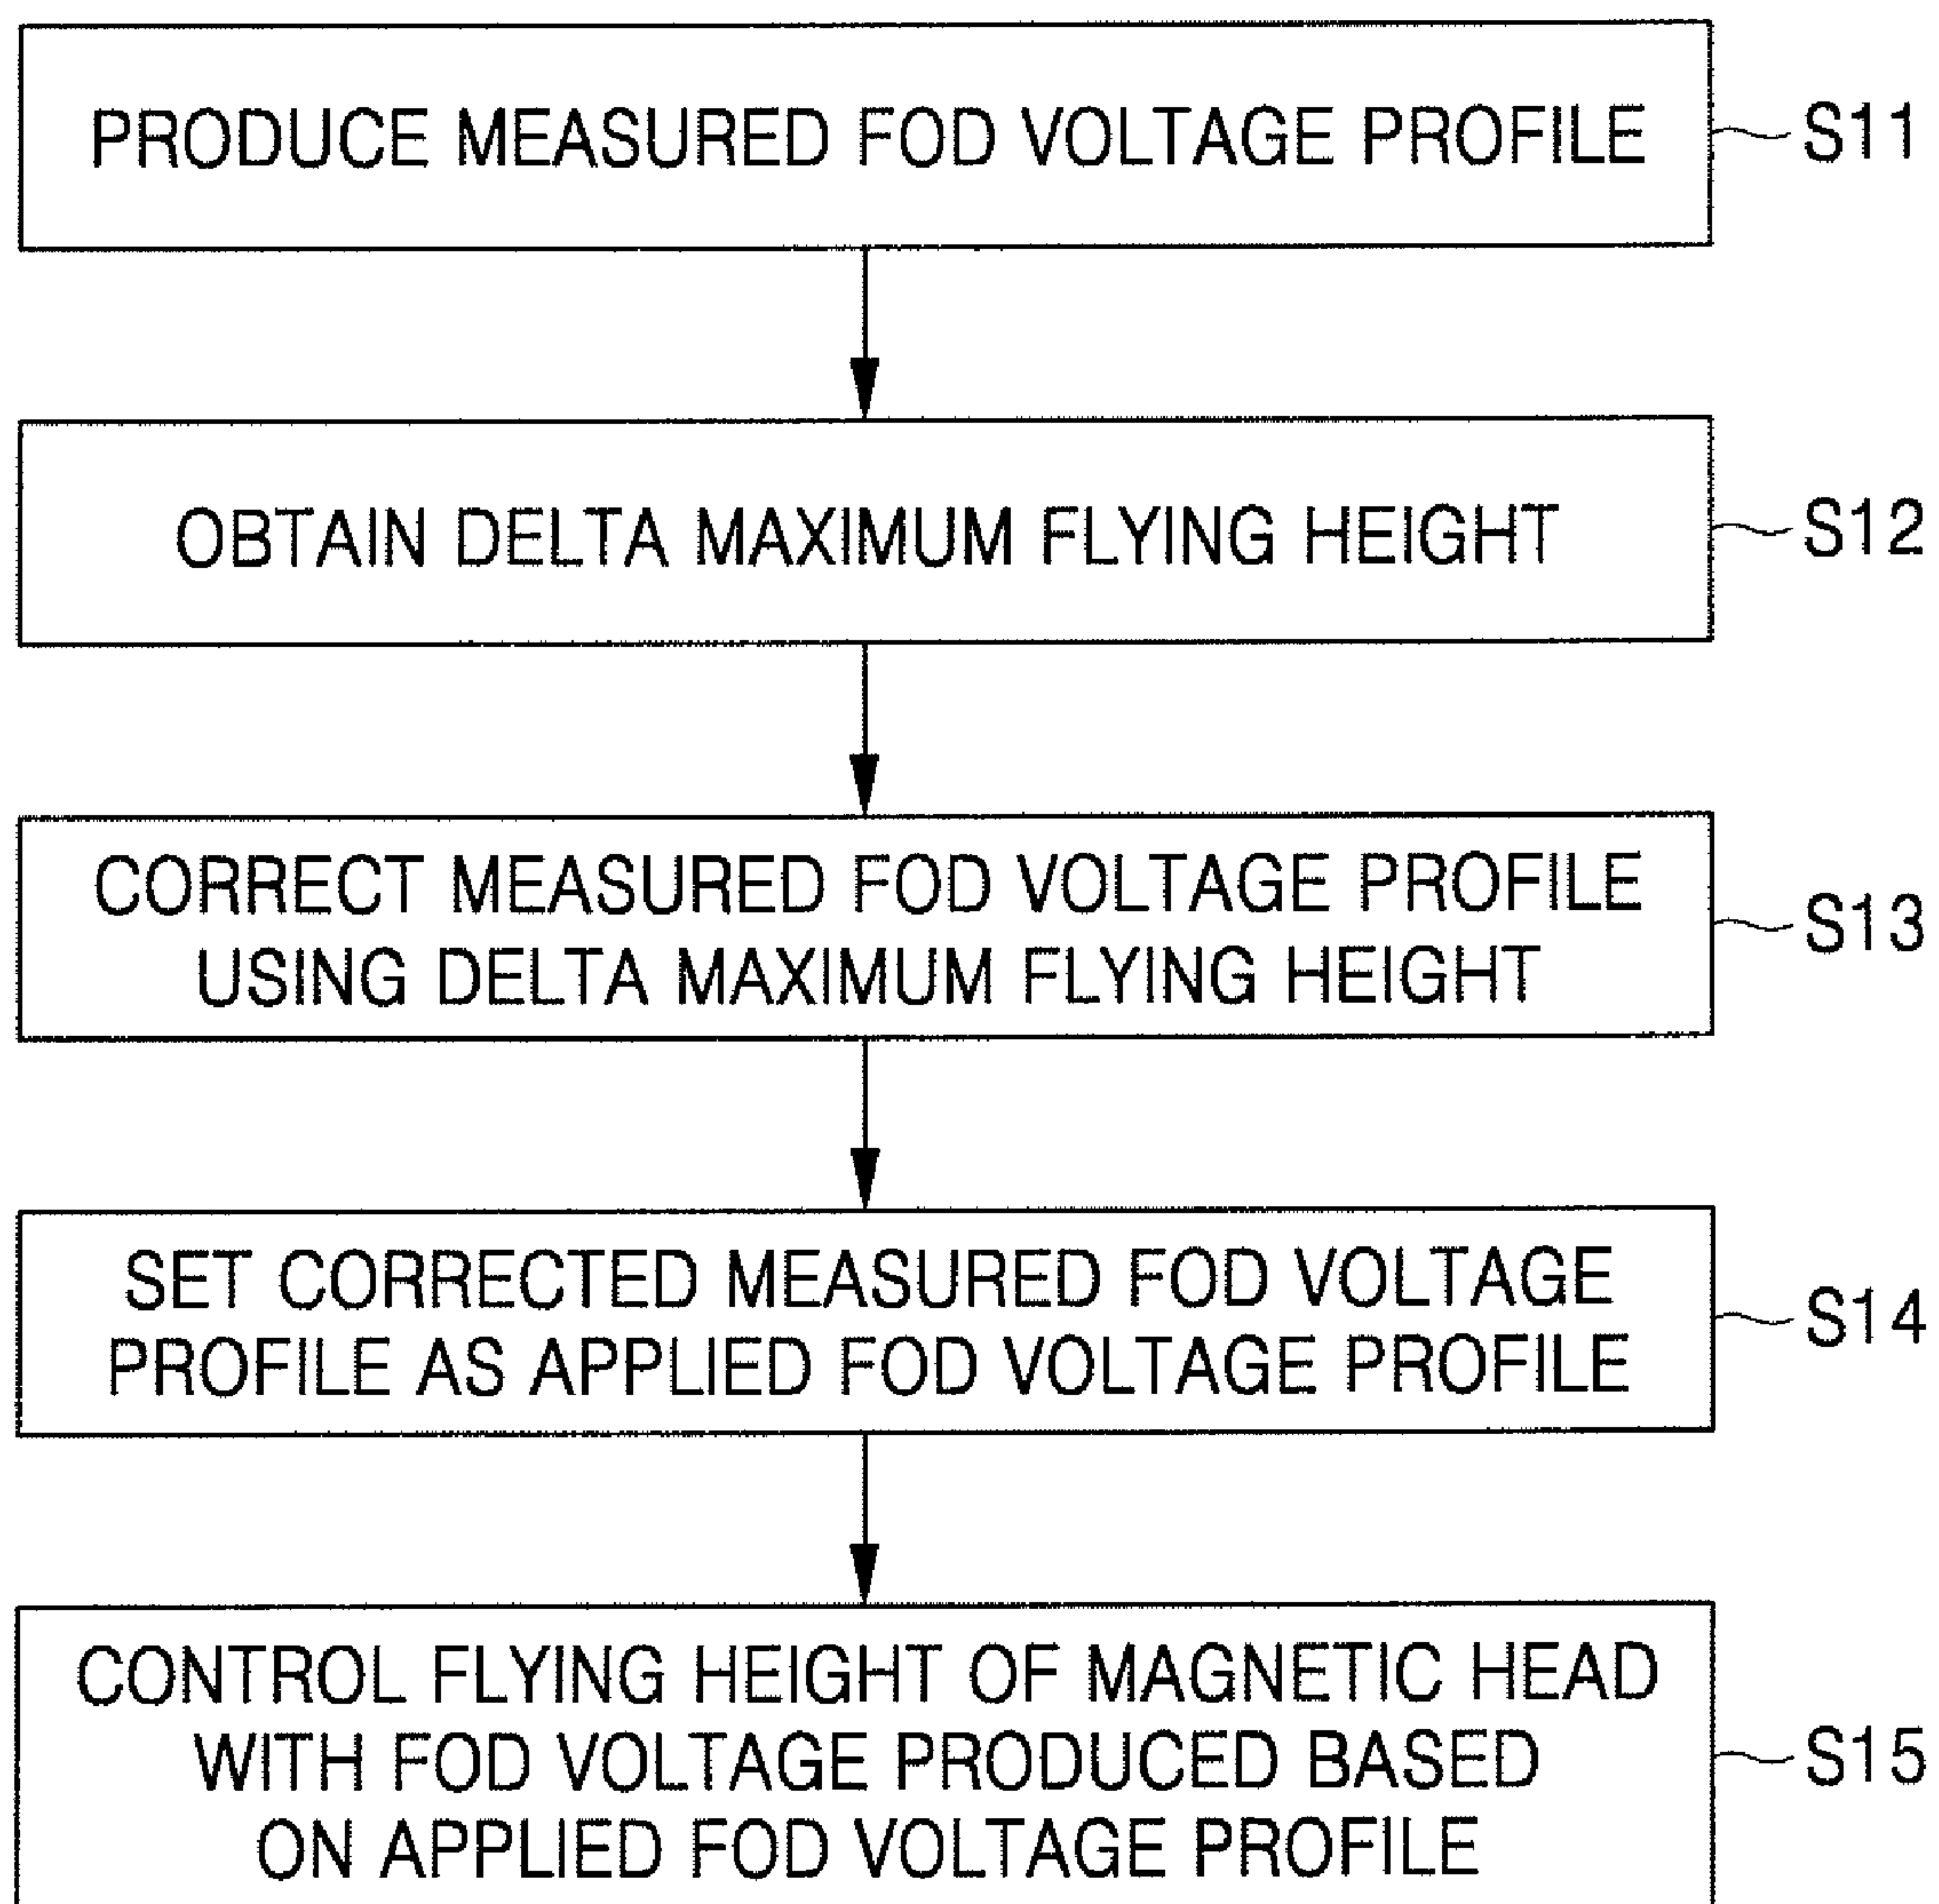 PRODUCE MEASURED FOD VOLTAGE PROFILE
S11
OBTAIN DELTA MAXIMUM FLYING HEIGHT
S12
CORRECT MEASURED FOD VOLTAGE PROFILE
USING DELTA MAXIMUM FLYING HEIGHT
S13
SET CORRECTED MEASURED FOD VOLTAGE
PROFILE AS APPLIED FOD VOLTAGE PROFILE
S14
CONTROL FLYING HEIGHT OF MAGNETIC HEAD
WITH FOD VOLTAGE PRODUCED BASED
ON APPLIED FOD VOLTAGE PROFILE
S15